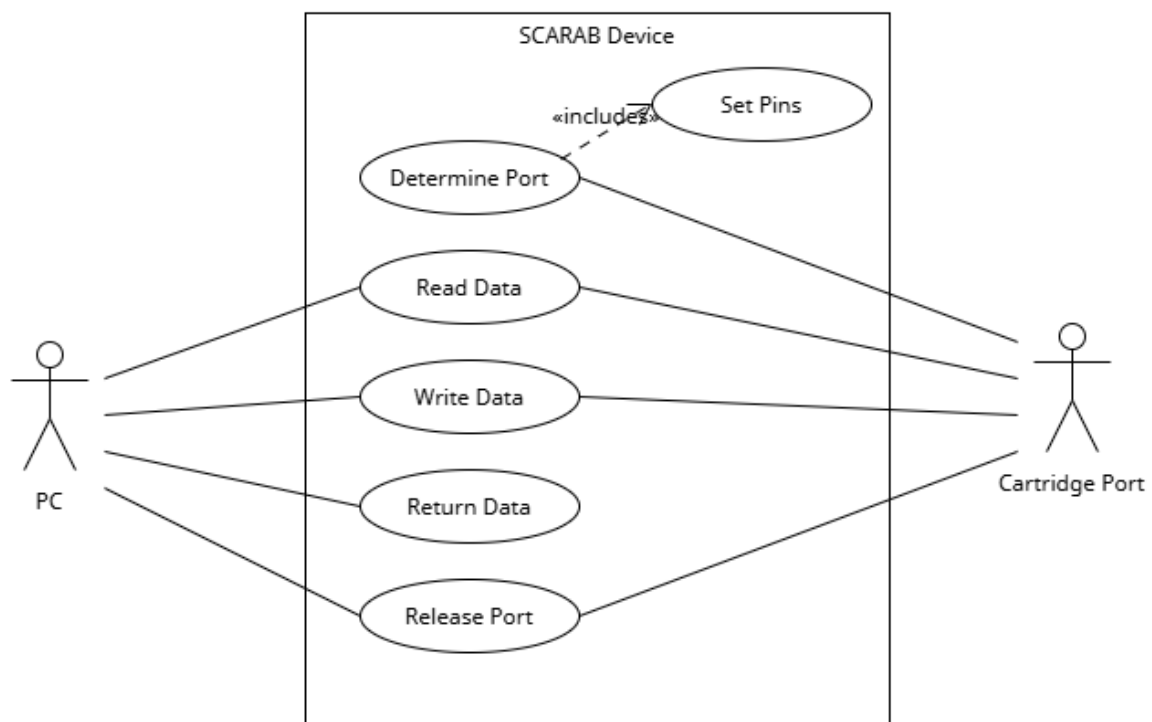 SCARAB Device
Set Pins
«includes»
Determine Port
Read Data
Write Data
Return Data
Release Port
PC
Cartridge Port